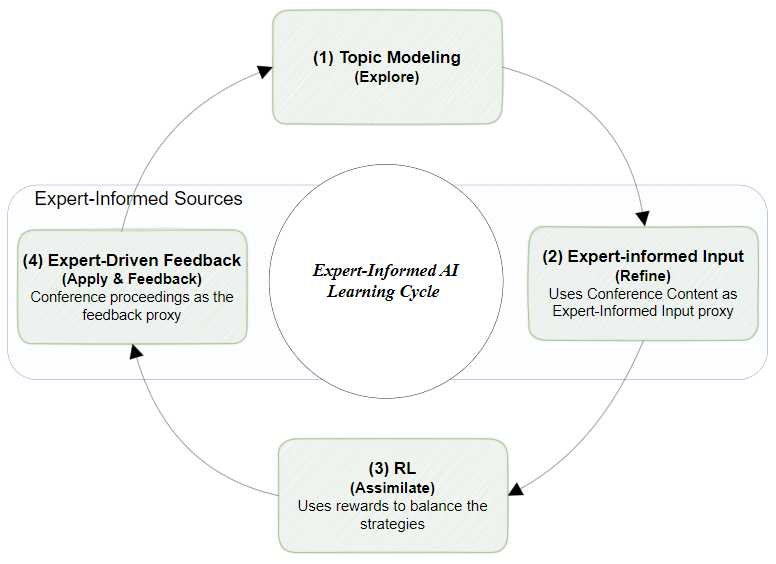 (1) Topic Modeling
(Explore)
Expert-Informed Sources
(4) Expert-Driven Feedback
(Apply & Feedback)
Conference proceedings as the
feedback proxy
Expert-Informed AI
Learning Cycle
(2) Expert-informed Input
(Refine)
Uses Conference Content as
Expert-Informed Input proxy
(3) RL
(Assimilate)
Uses rewards to balance the
strategies